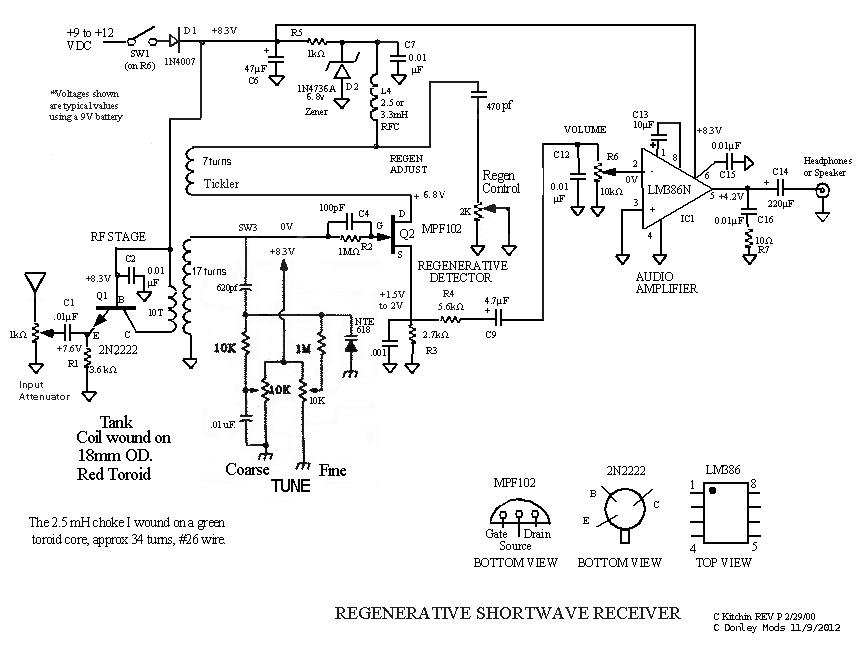 +9 to +12
VDC
SW1
(on R6)
D1
1N4007
+8.3V
+
47µF
C6
R5
1kΩ
1N4736A
6.8v
D2
Zener
L4
2.5 or
3.3mH
RFC
C7
0.01
µF
*Voltages shown
are typical values
using a 9V battery
7turns
Tickler
REGEN
ADJUST
470pf
Regen
Control
2K
VOLUME
C12
0.01
µF
R6
10kΩ
C13
10µF
+
1
8
+8.3V
2
0V
-
LM386N
3
+
IC1
4
6
5
+4.2V
0.01µF
C15
C14
+
220µF
Headphones
or Speaker
0.01µF
C16
10Ω
R7
AUDIO
AMPLIFIER
RF STAGE
C2
0.01
µF
+8.3V
Q1
B
E
C
2N2222
C1
.01µF
1kΩ
+7.6V
R1
3.6kΩ
Input
Attenuator
10T
17turns
SW3
0V
100pF
C4
1MΩ
R2
G
D
S
+ 6.8V
Q2
MPF102
REGENERATIVE
DETECTOR
+8.3V
620pf
10K
1M
NTE
618
10K
10K
.01uF
Coarse
Fine
TUNE
+1.5V
to 2V
.001
R4
5.6kΩ
2.7kΩ
R3
4.7µF
+
C9
Tank
Coil wound on
18mm OD.
Red Toroid
The 2.5 mH choke I wound on a green
toroid core, approx 34 turns, #26 wire.
MPF102
Gate
Drain
Source
BOTTOM VIEW
2N2222
B
C
E
BOTTOM VIEW
LM386
1
8
4
5
TOP VIEW
REGENERATIVE SHORTWAVE RECEIVER
C Kitchin REV P 2/29/00
C Donley Mods 11/9/2012